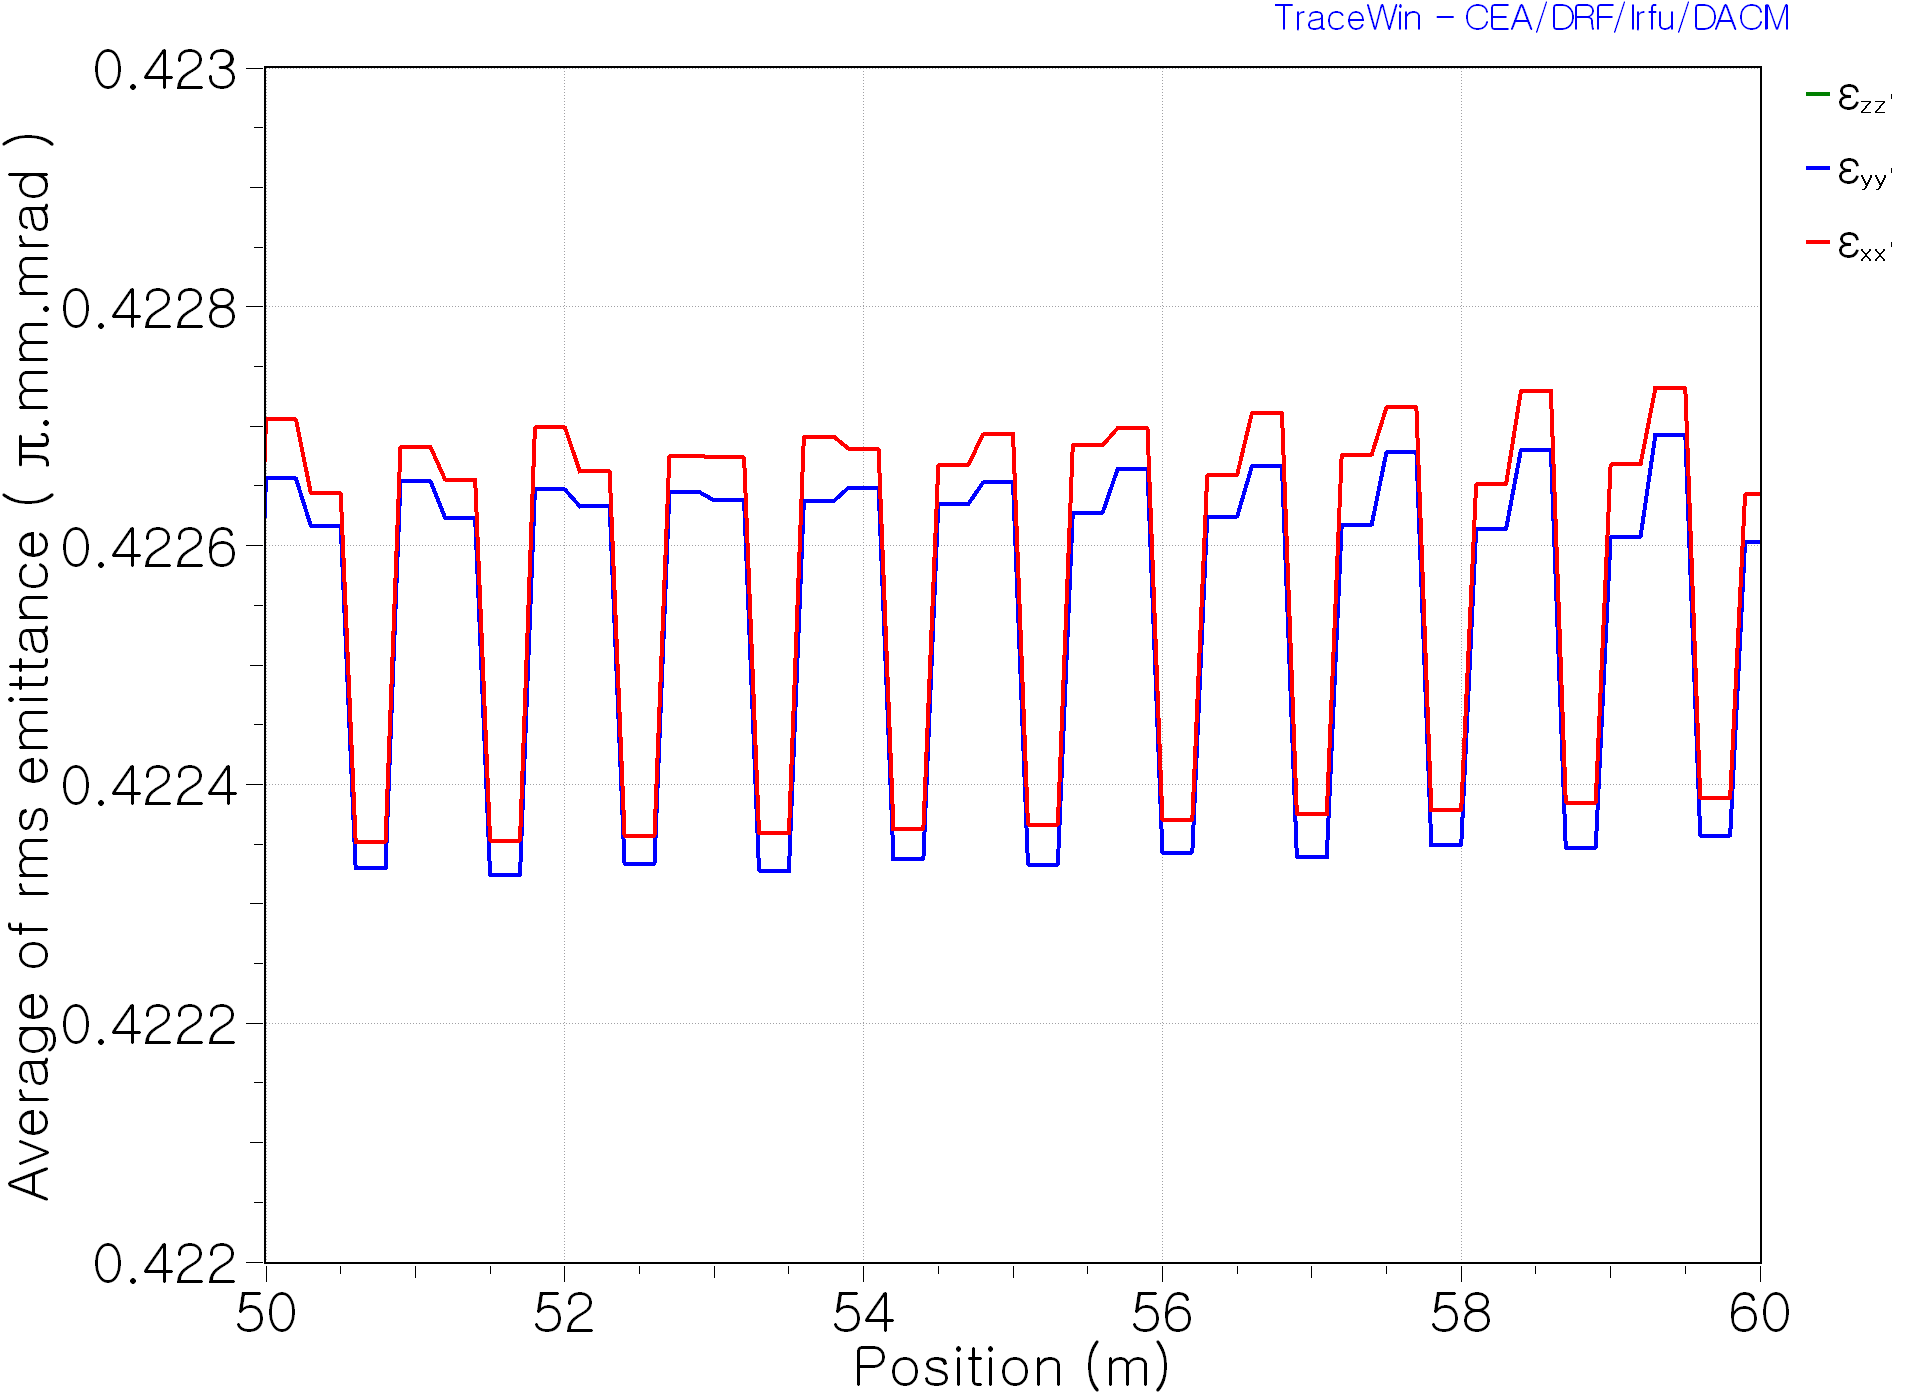 TraceWin - CEA/DRF/Irfu/DACM
Average of rms emittance ( π.mm.mrad )
0.423
0.4228
0.4226
0.4224
0.4222
0.422
50 52 54 56 58 60
Position (m)
εzz'
εyy'
εxx'